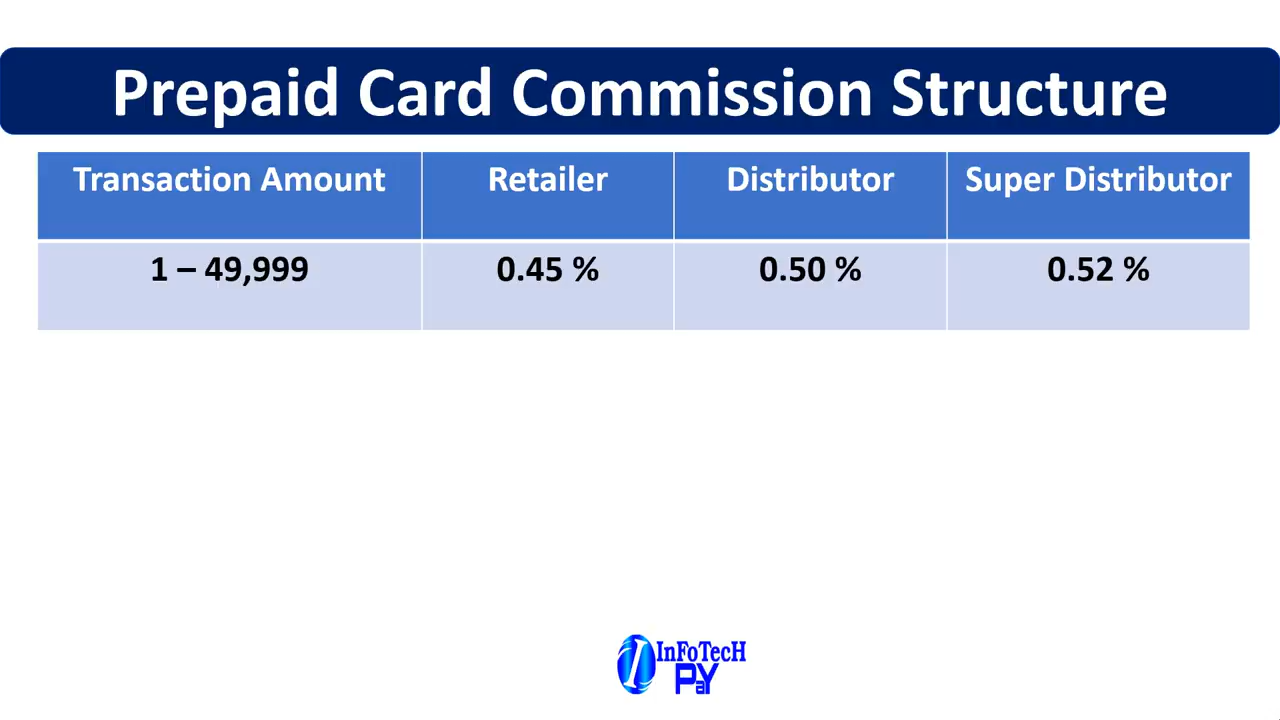 Prepaid Card Commission Structure
Transaction Amount Retailer Distributor Super Distributor
1 – 49,999 0.45 % 0.50 % 0.52 %
InFoTecH
PaY